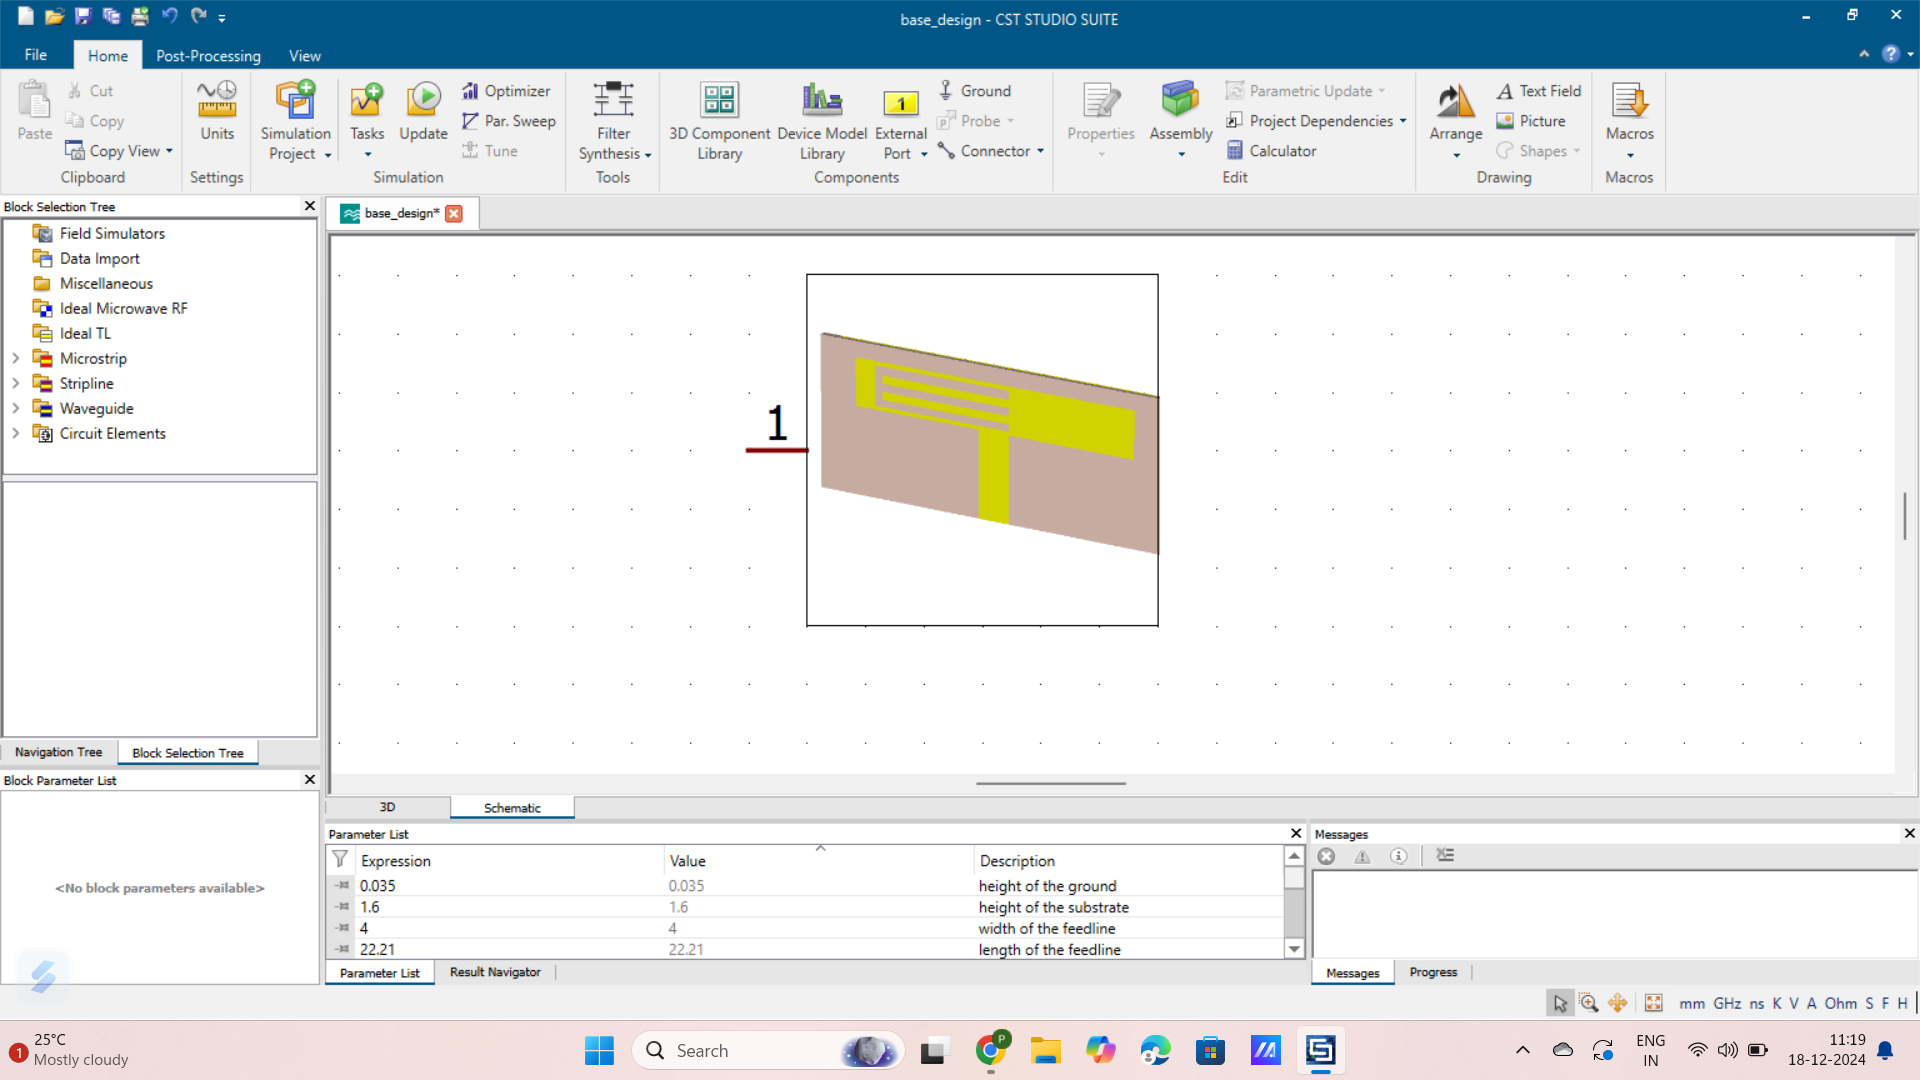 base_design - CST STUDIO SUITE
File Home Post-Processing View
Paste
Cut
Copy
Copy View
Clipboard
Units
Settings
Simulation
Project
Tasks
Update
Optimizer
Par. Sweep
Tune
Simulation
Filter
Synthesis
Tools
3D Component
Library
Device Model
Library
External
Port
1
Ground
Probe
Connector
Components
Properties
Assembly
Parametric Update
Project Dependencies
Calculator
Edit
Arrange
A Text Field
Picture
Shapes
Drawing
Macros
Macros
Block Selection Tree
Field Simulators
Data Import
Miscellaneous
Ideal Microwave RF
Ideal TL
Microstrip
Stripline
Waveguide
Circuit Elements
Navigation Tree Block Selection Tree
Block Parameter List
<No block parameters available>
base_design*
1
3D Schematic
Parameter List
Expression Value Description
0.035 0.035 height of the ground
1.6 1.6 height of the substrate
4 4 width of the feedline
22.21 22.21 length of the feedline
Parameter List Result Navigator
Messages
Messages Progress
mm GHz ns K V A Ohm S F H
1
25°C
Mostly cloudy
Search
P
ENG
IN
11:19
18-12-2024